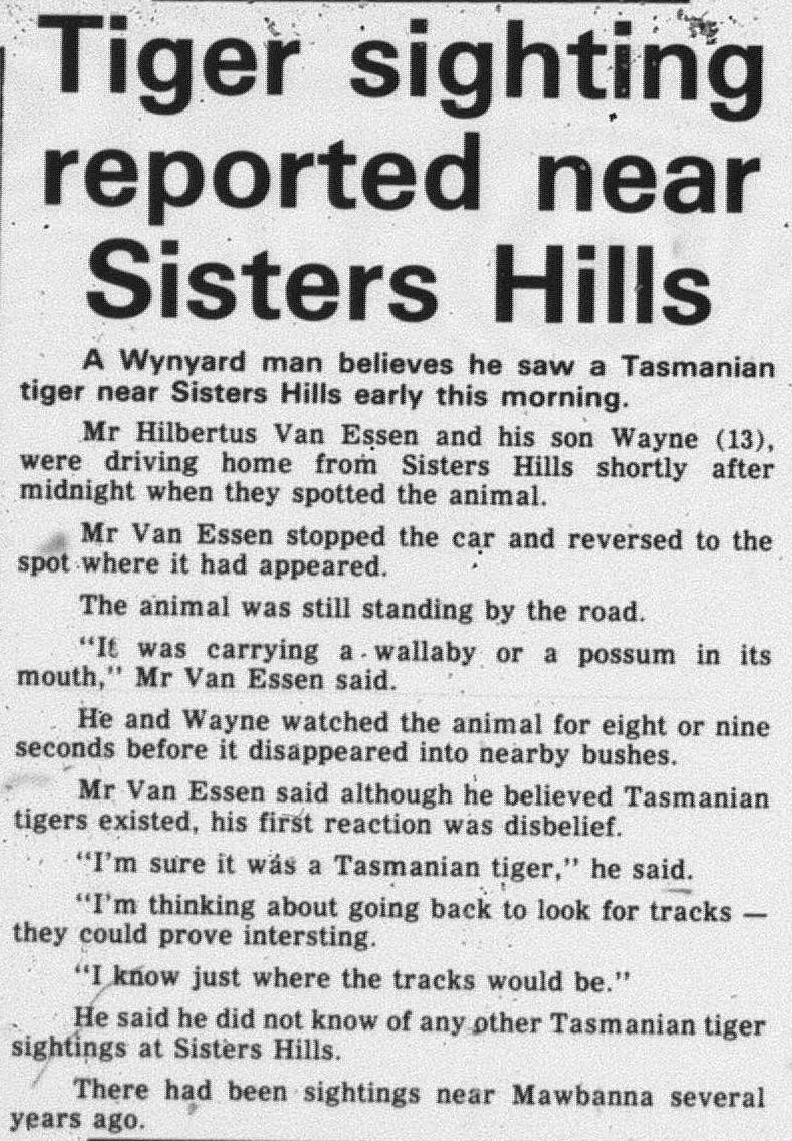 Tiger sighting
reported near
Sisters Hills
A Wynyard man believes he saw a Tasmanian
tiger near Sisters Hills early this morning.
Mr Hilbertus Van Essen and his son Wayne (13),
were driving home from Sisters Hills shortly after
midnight when they spotted the animal.
Mr Van Essen stopped the car and reversed to the
spot where it had appeared.
The animal was still standing by the road.
“It was carrying a wallaby or a possum in its
mouth,” Mr Van Essen said.
He and Wayne watched the animal for eight or nine
seconds before it disappeared into nearby bushes.
Mr Van Essen said although he believed Tasmanian
tigers existed, his first reaction was disbelief.
“I’m sure it was a Tasmanian tiger,” he said.
“I’m thinking about going back to look for tracks —
they could prove intersting.
“I know just where the tracks would be.”
He said he did not know of any other Tasmanian tiger
sightings at Sisters Hills.
There had been sightings near Mawbanna several
years ago.